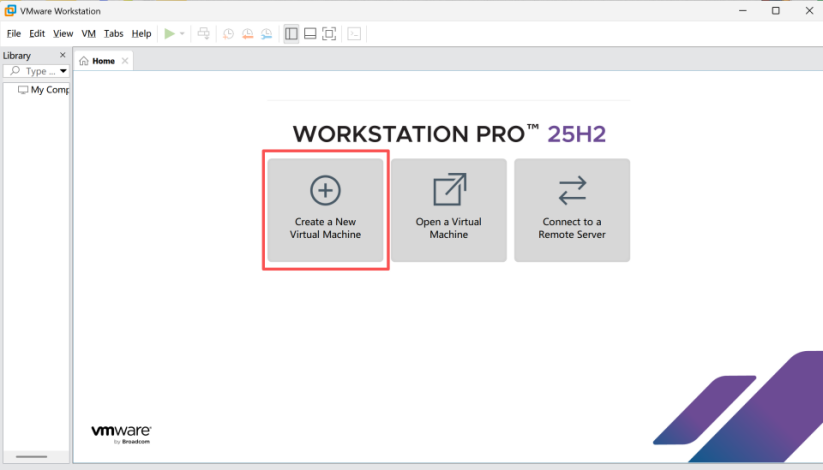 VMware Workstation
File Edit View VM Tabs Help
Library
Home
Type ...
My Comp
WORKSTATION PRO™ 25H2
Create a New
Virtual Machine
Open a Virtual
Machine
Connect to a
Remote Server
vmware®
by Broadcom